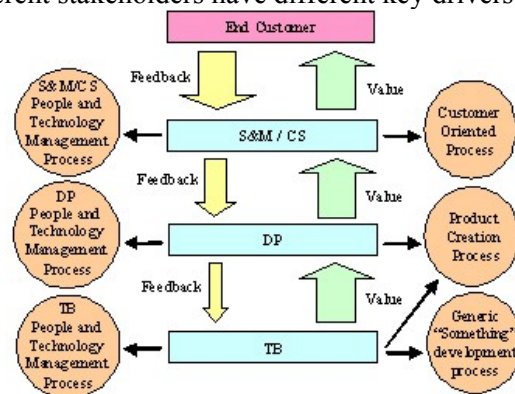 erent stakeholders have different key drivers
End Customer
Feedback
Value
S&M/CS
People and
Technology
Management
Process
S&M / CS
Customer
Oriented
Process
Feedback
Value
DP
People and
Technology
Management
Process
DP
Product
Creation
Process
Feedback
Value
TB
People and
Technology
Management
Process
TB
Generic
“Something”
development
process